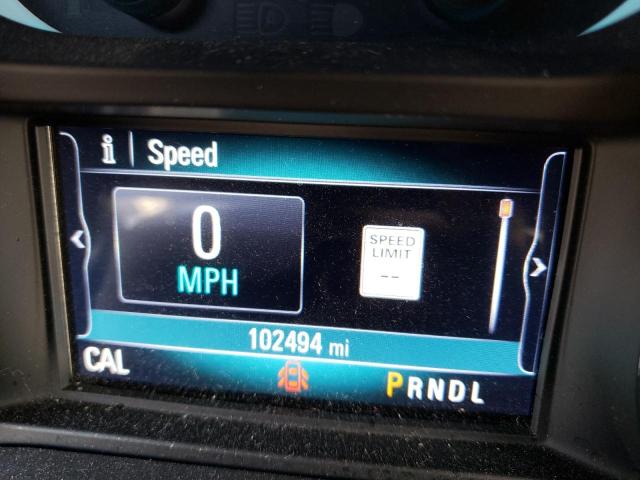 i Speed
0
MPH
SPEED
LIMIT
--
102494 mi
CAL
PRNDL